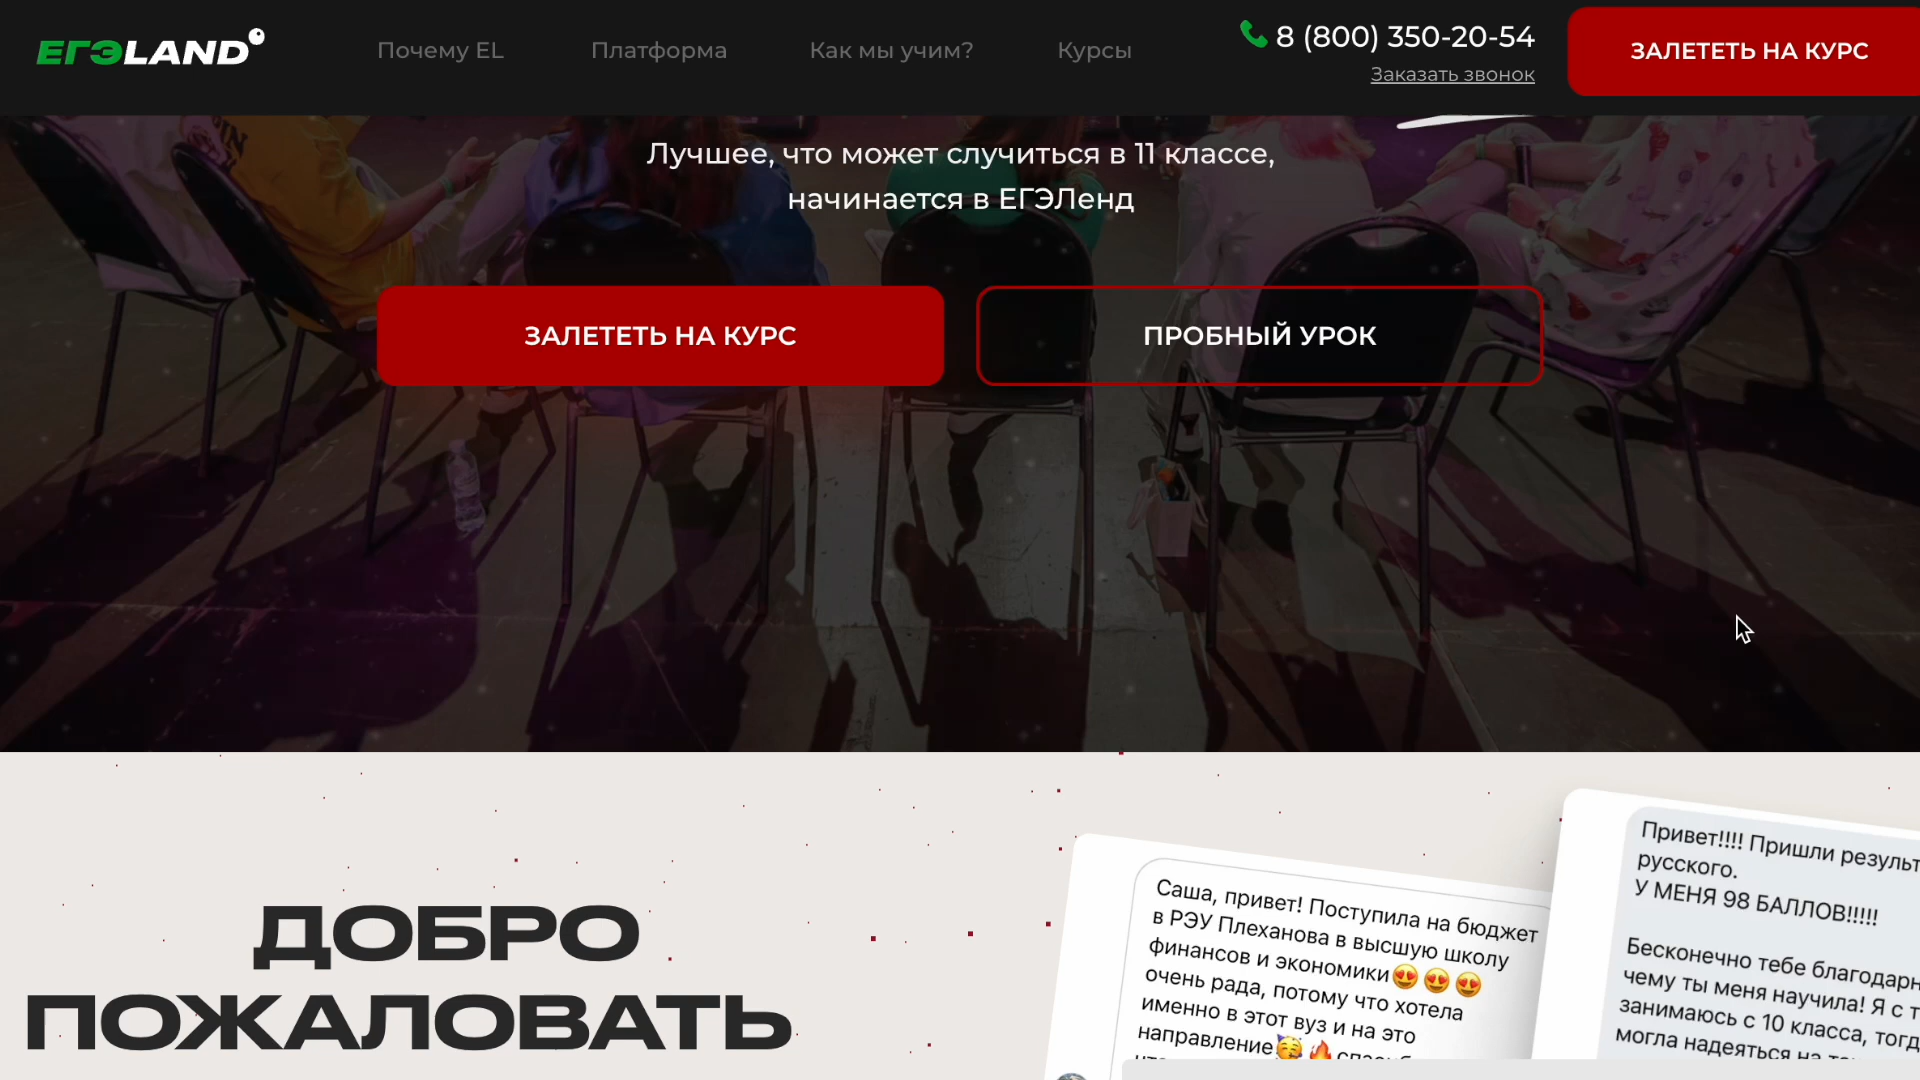 ЕГЭLAND
Почему EL
Платформа
Как мы учим?
Курсы
8 (800) 350-20-54
Заказать звонок
ЗАЛЕТЕТЬ НА КУРС
Лучшее, что может случиться в 11 классе,
начинается в ЕГЭЛенд
ЗАЛЕТЕТЬ НА КУРС
ПРОБНЫЙ УРОК
ДОБРО
ПОЖАЛОВАТЬ
Саша, привет! Поступила на бюджет
в РЭУ Плеханова в высшую школу
финансов и экономики😍😍😍
очень рада, потому что хотела
именно в этот вуз и на это
направление🥳🔥
Привет!!!! Пришли
русского.
У МЕНЯ 98 БАЛЛОВ!!!!!
Бесконечно тебе
чему ты меня научила! Я с
занимаюсь с 10 класса,
могла надеяться на